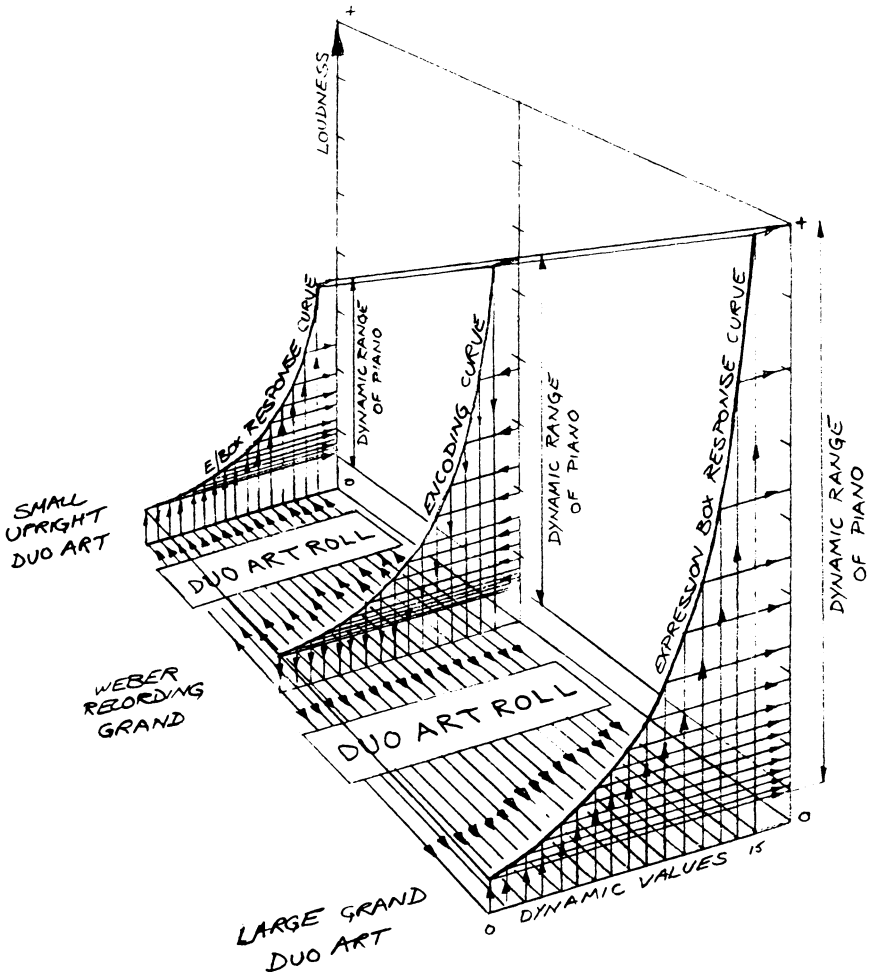 +
LOUDNESS
+
E/BOX RESPONSE CURVE
DYNAMIC RANGE
OF PIANO
ENCODING CURVE
DYNAMIC RANGE
OF PIANO
EXPRESSION BOX RESPONSE CURVE
DYNAMIC RANGE
OF PIANO
0
SMALL
UPRIGHT
DUO ART
DUO ART ROLL
WEBER
RECORDING
GRAND
DUO ART ROLL
0
15
DYNAMIC VALUES
0
LARGE GRAND
DUO ART